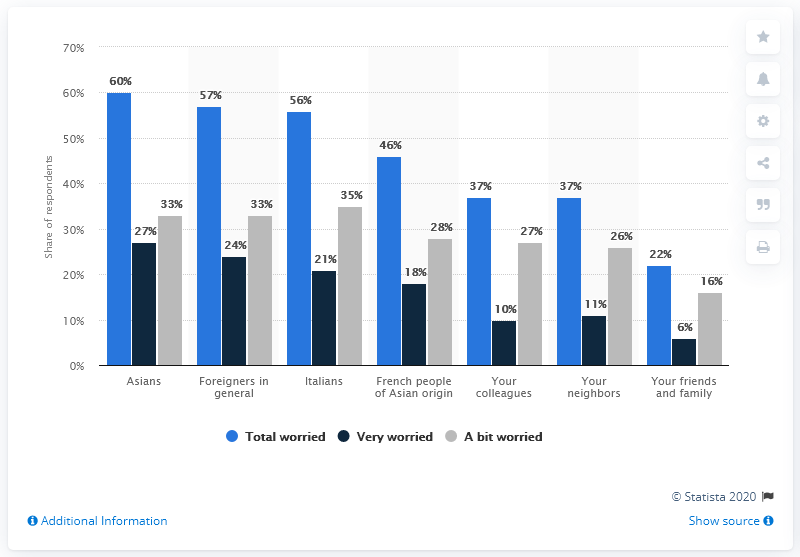 70%
60%
50%
40%
30%
20%
10%
0%
Share of respondents
60%
27%
33%
57%
24%
33%
56%
21%
35%
46%
18%
28%
37%
10%
27%
37%
11%
26%
22%
6%
16%
Asians
Foreigners in
general
Italians
French people
of Asian origin
Your
colleagues
Your
neighbors
Your friends
and family
Total worried Very worried A bit worried
© Statista 2020
Additional Information Show source